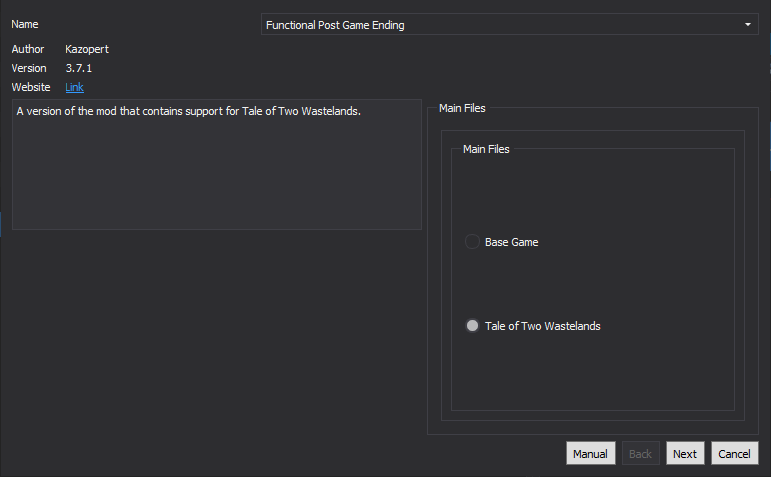 Name
Functional Post Game Ending
Author Kazopert
Version 3.7.1
Website Link
A version of the mod that contains support for Tale of Two Wastelands.
Main Files
Main Files
Base Game
Tale of Two Wastelands
Manual
Back
Next
Cancel